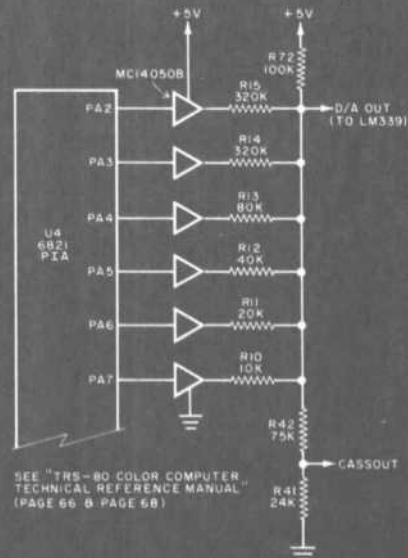 +5V
+5V
MC14050B
R72
100K
PA2
R15
320K
D/A OUT
(TO LM339)
R14
320K
PA3
R13
80K
PA4
U4
6821
PIA
R12
40K
PA5
R11
20K
PA6
R10
10K
PA7
R42
75K
CASSOUT
R41
24K
SEE "TRS-80 COLOR COMPUTER
TECHNICAL REFERENCE MANUAL"
(PAGE 66 & PAGE 68)